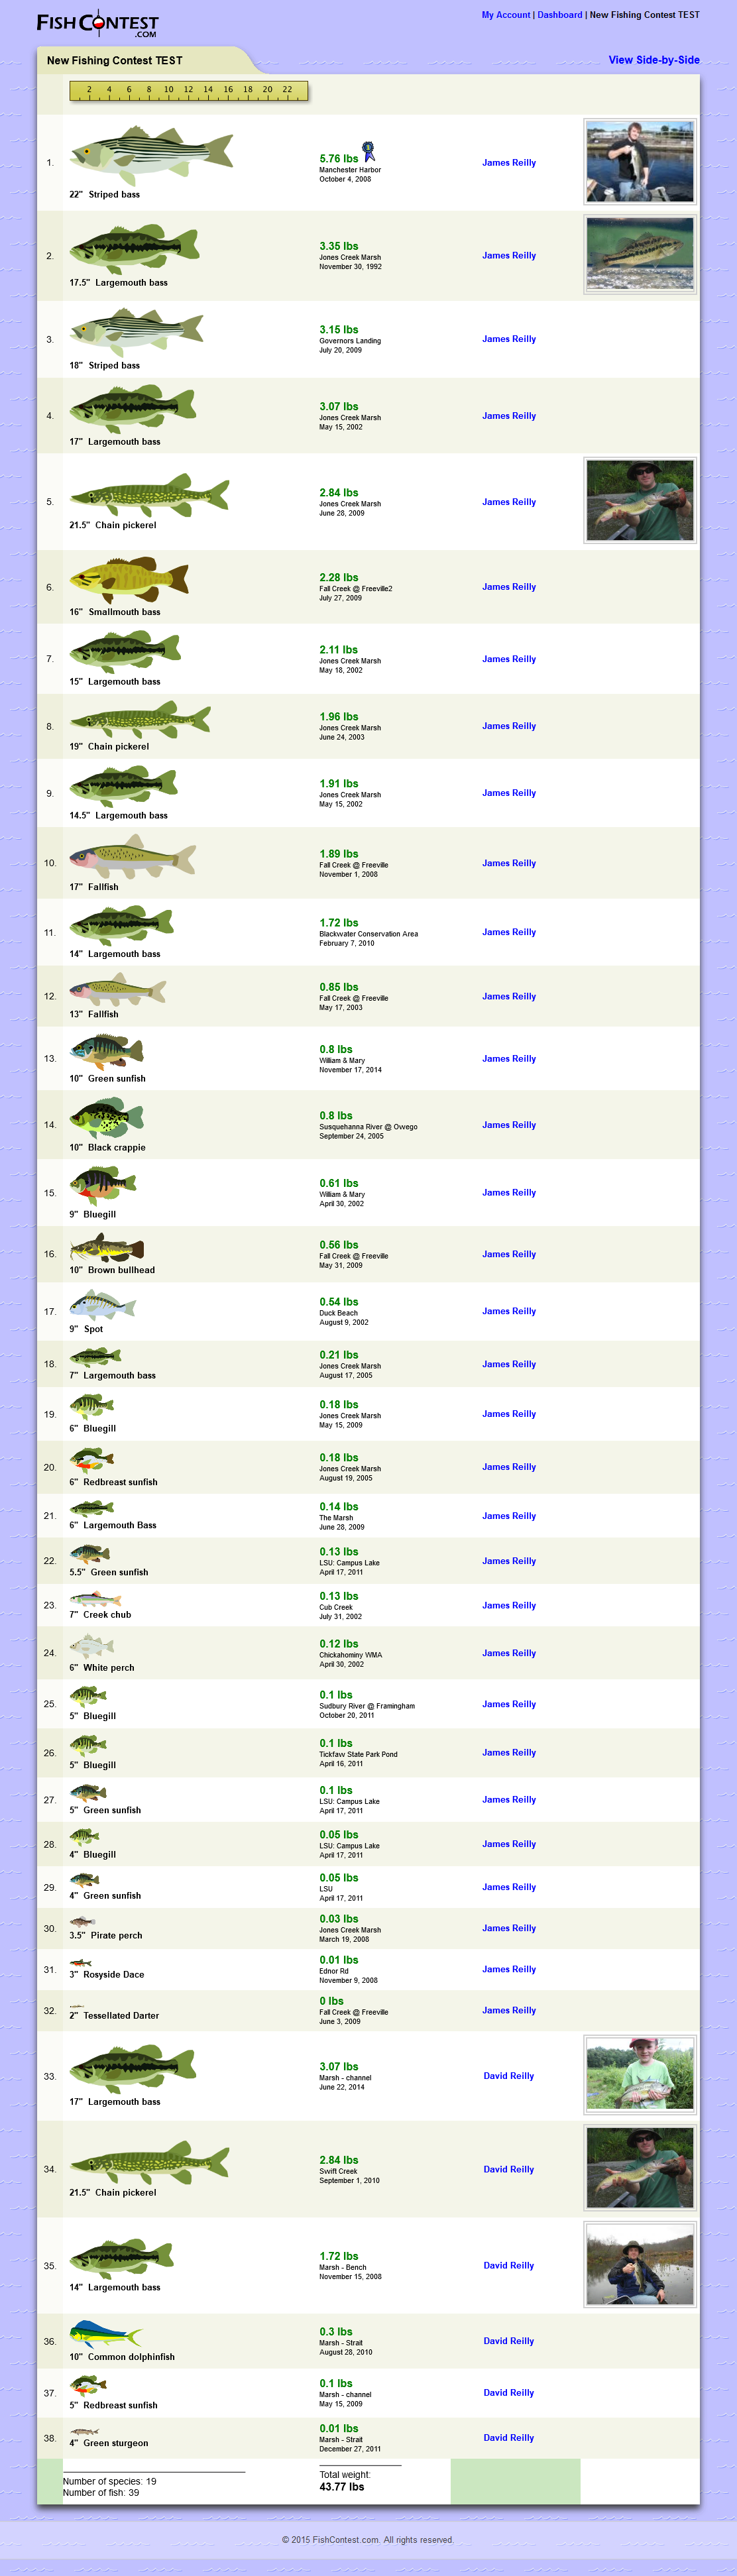 FISH CONTEST
.COM
My Account | Dashboard | New Fishing Contest TEST
New Fishing Contest TEST
View Side-by-Side
2 4 6 8 10 12 14 16 18 20 22
1.
5.76 lbs
Manchester Harbor
October 4, 2008
James Reilly
22" Striped bass
2.
3.35 lbs
Jones Creek Marsh
November 30, 1992
James Reilly
17.5" Largemouth bass
3.
3.15 lbs
Governors Landing
July 20, 2009
James Reilly
18" Striped bass
4.
3.07 lbs
Jones Creek Marsh
May 15, 2002
James Reilly
17" Largemouth bass
5.
2.84 lbs
Jones Creek Marsh
June 28, 2009
James Reilly
21.5" Chain pickerel
6.
2.28 lbs
Fall Creek @ Freeville2
July 27, 2009
James Reilly
16" Smallmouth bass
7.
2.11 lbs
Jones Creek Marsh
May 18, 2002
James Reilly
15" Largemouth bass
8.
1.96 lbs
Jones Creek Marsh
June 24, 2003
James Reilly
19" Chain pickerel
9.
1.91 lbs
Jones Creek Marsh
May 15, 2002
James Reilly
14.5" Largemouth bass
10.
1.89 lbs
Fall Creek @ Freeville
November 1, 2008
James Reilly
17" Fallfish
11.
1.72 lbs
Blackwater Conservation Area
February 7, 2010
James Reilly
14" Largemouth bass
12.
0.85 lbs
Fall Creek @ Freeville
May 17, 2003
James Reilly
13" Fallfish
13.
0.8 lbs
William & Mary
November 17, 2014
James Reilly
10" Green sunfish
14.
0.8 lbs
Susquehanna River @ Owego
September 24, 2005
James Reilly
10" Black crappie
15.
0.61 lbs
William & Mary
April 30, 2002
James Reilly
9" Bluegill
16.
0.56 lbs
Fall Creek @ Freeville
May 31, 2009
James Reilly
10" Brown bullhead
17.
0.54 lbs
Duck Beach
August 9, 2002
James Reilly
9" Spot
18.
0.21 lbs
Jones Creek Marsh
August 17, 2005
James Reilly
7" Largemouth bass
19.
0.18 lbs
Jones Creek Marsh
May 15, 2009
James Reilly
6" Bluegill
20.
0.18 lbs
Jones Creek Marsh
August 19, 2005
James Reilly
6" Redbreast sunfish
21.
0.14 lbs
The Marsh
June 28, 2009
James Reilly
6" Largemouth Bass
22.
0.13 lbs
LSU: Campus Lake
April 17, 2011
James Reilly
5.5" Green sunfish
23.
0.13 lbs
Cub Creek
July 31, 2002
James Reilly
7" Creek chub
24.
0.12 lbs
Chickahominy WMA
April 30, 2002
James Reilly
6" White perch
25.
0.1 lbs
Sudbury River @ Framingham
October 20, 2011
James Reilly
5" Bluegill
26.
0.1 lbs
Tickfaw State Park Pond
April 16, 2011
James Reilly
5" Bluegill
27.
0.1 lbs
LSU: Campus Lake
April 17, 2011
James Reilly
5" Green sunfish
28.
0.05 lbs
LSU: Campus Lake
April 17, 2011
James Reilly
4" Bluegill
29.
0.05 lbs
LSU
April 17, 2011
James Reilly
4" Green sunfish
30.
0.03 lbs
Jones Creek Marsh
March 19, 2008
James Reilly
3.5" Pirate perch
31.
0.01 lbs
Ednor Rd
November 9, 2008
James Reilly
3" Rosyside Dace
32.
0 lbs
Fall Creek @ Freeville
June 3, 2009
James Reilly
2" Tessellated Darter
33.
3.07 lbs
Marsh - channel
June 22, 2014
David Reilly
17" Largemouth bass
34.
2.84 lbs
Swift Creek
September 1, 2010
David Reilly
21.5" Chain pickerel
35.
1.72 lbs
Marsh - Bench
November 15, 2008
David Reilly
14" Largemouth bass
36.
0.3 lbs
Marsh - Strait
August 28, 2010
David Reilly
10" Common dolphinfish
37.
0.1 lbs
Marsh - channel
May 15, 2009
David Reilly
5" Redbreast sunfish
38.
0.01 lbs
Marsh - Strait
December 27, 2011
David Reilly
4" Green sturgeon
Number of species: 19
Number of fish: 39
Total weight:
43.77 lbs
© 2015 FishContest.com. All rights reserved.